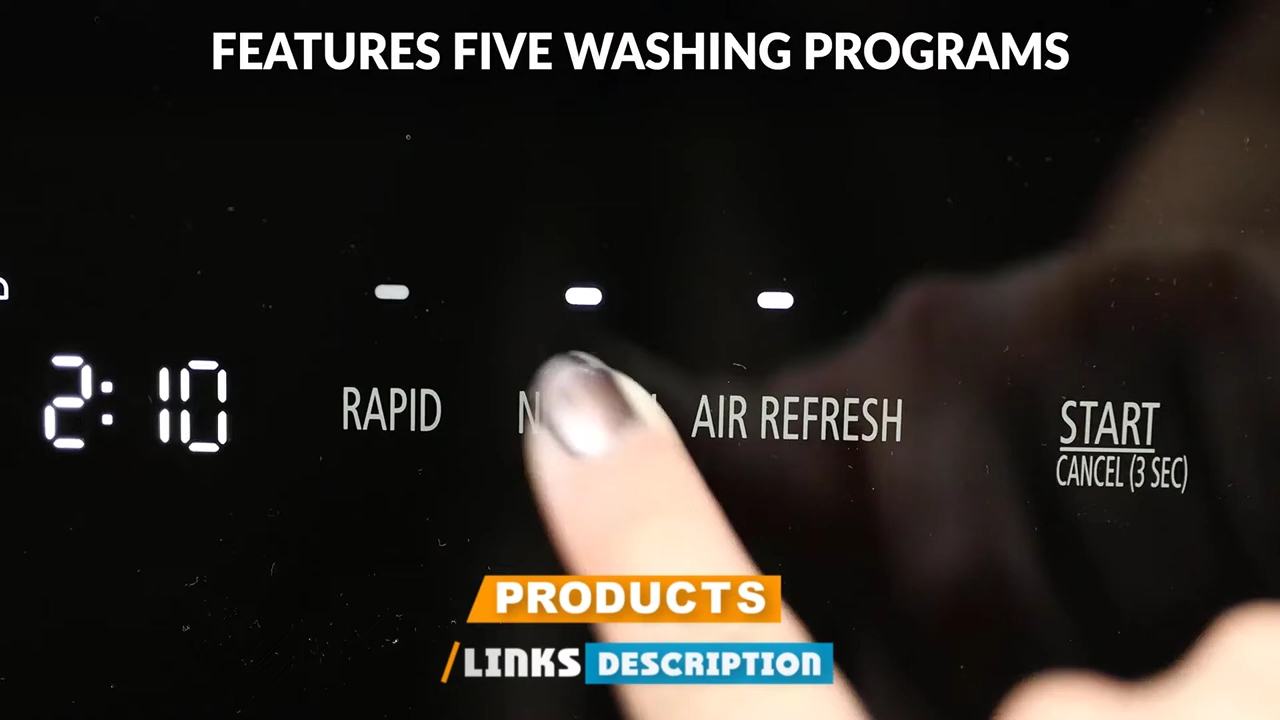 FEATURES FIVE WASHING PROGRAMS
2:10
RAPID
AIR REFRESH
START
CANCEL (3 SEC)
PRODUCTS
LINKS DESCRIPTION